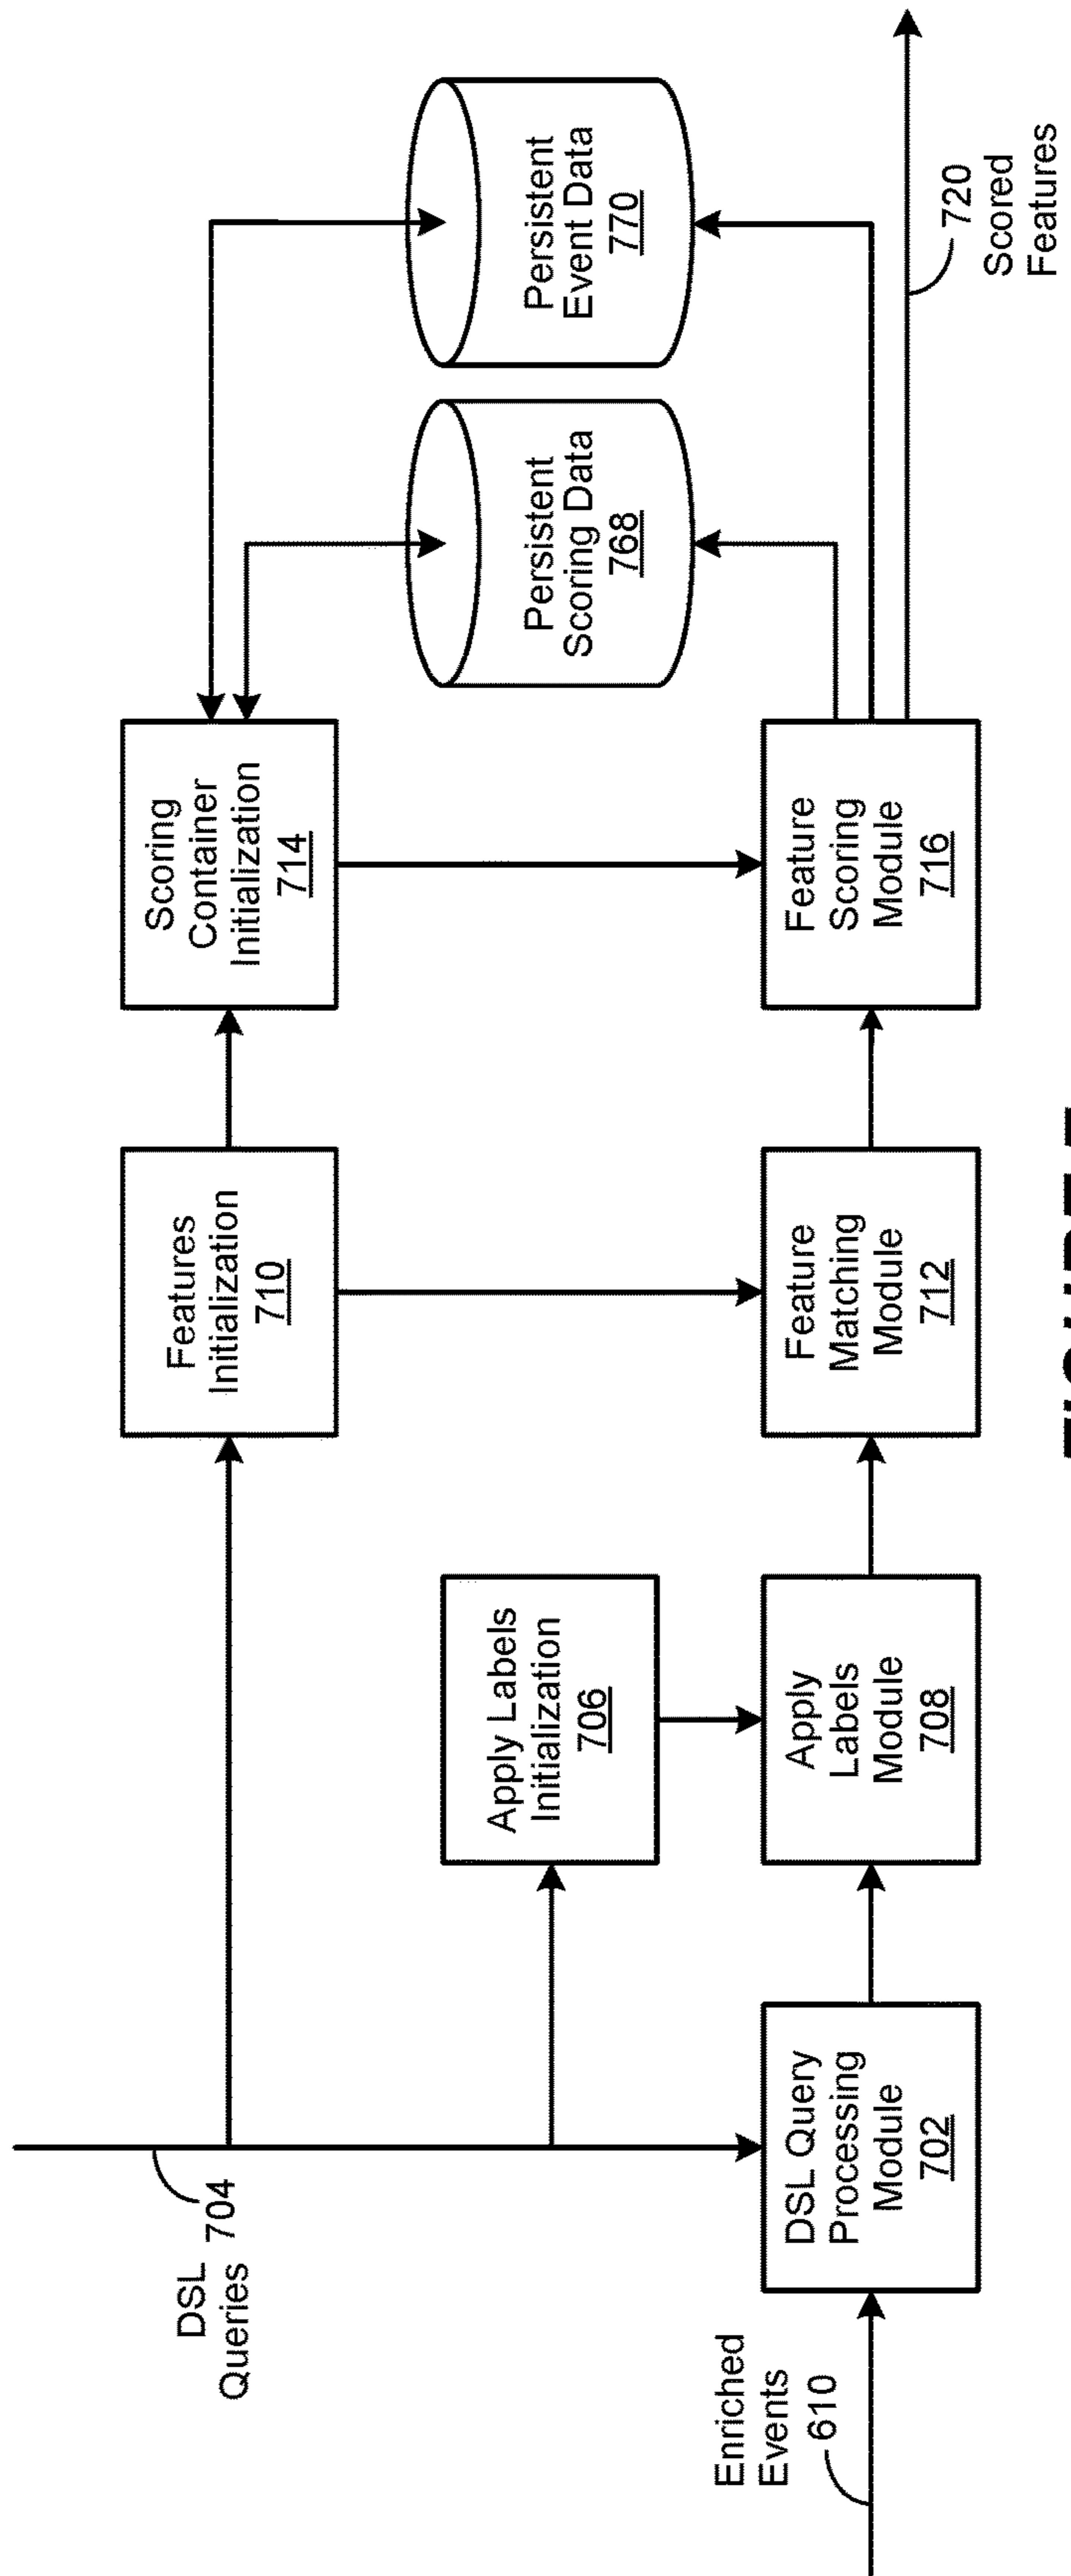 DSL
Queries 704
Enriched
Events 610
DSL Query
Processing
Module
702
Apply Labels
Initialization
706
Apply
Labels
Module
708
Features
Initialization
710
Feature
Matching
Module
712
Scoring
Container
Initialization
714
Feature
Scoring
Module
716
Persistent
Scoring Data
768
Persistent
Event Data
770
720
Scored
Features